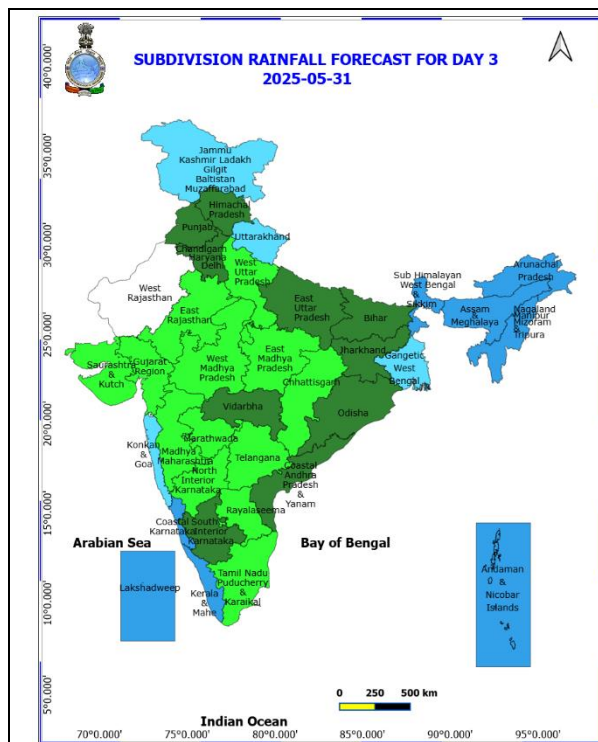 SUBDIVISION RAINFALL FORECAST FOR DAY 3
2025-05-31
40°0.000'
35°0.000'
30°0.000'
25°0.000'
20°0.000'
15°0.000'
10°0.000'
5°0.000'
Jammu
Kashmir Ladakh
Gilgit
Baltistan
Muzaffarabad
Himachal
Pradesh
Punjab
Uttarakhand
Chandigarh
Haryana
Delhi
West
Uttar
Pradesh
West
Rajasthan
East
Rajasthan
East
Uttar
Pradesh
Bihar
Sub Himalayan
West Bengal
&
Sikkim
Arunachal
Pradesh
Assam
&
Meghalaya
Nagaland
Manipur
Mizoram
Tripura
Jharkhand
Gangetic
West
Bengal
Saurashtra
&
Kutch
Gujarat
Region
West
Madhya
Pradesh
East
Madhya
Pradesh
Chhattisgarh
Vidarbha
Odisha
Konkan
&
Goa
Madhya
Maharashtra
Marathwada
Telangana
North
Interior
Karnataka
Coastal
Andhra
Pradesh
&
Yanam
Rayalaseema
Coastal
Karnataka
South
Interior
Karnataka
Arabian Sea
Bay of Bengal
Lakshadweep
Kerala
&
Mahe
Tamil Nadu
Puducherry
&
Karaikal
Andaman
&
Nicobar
Islands
0 250 500 km
Indian Ocean
70°0.000' 75°0.000' 80°0.000' 85°0.000' 90°0.000' 95°0.000'